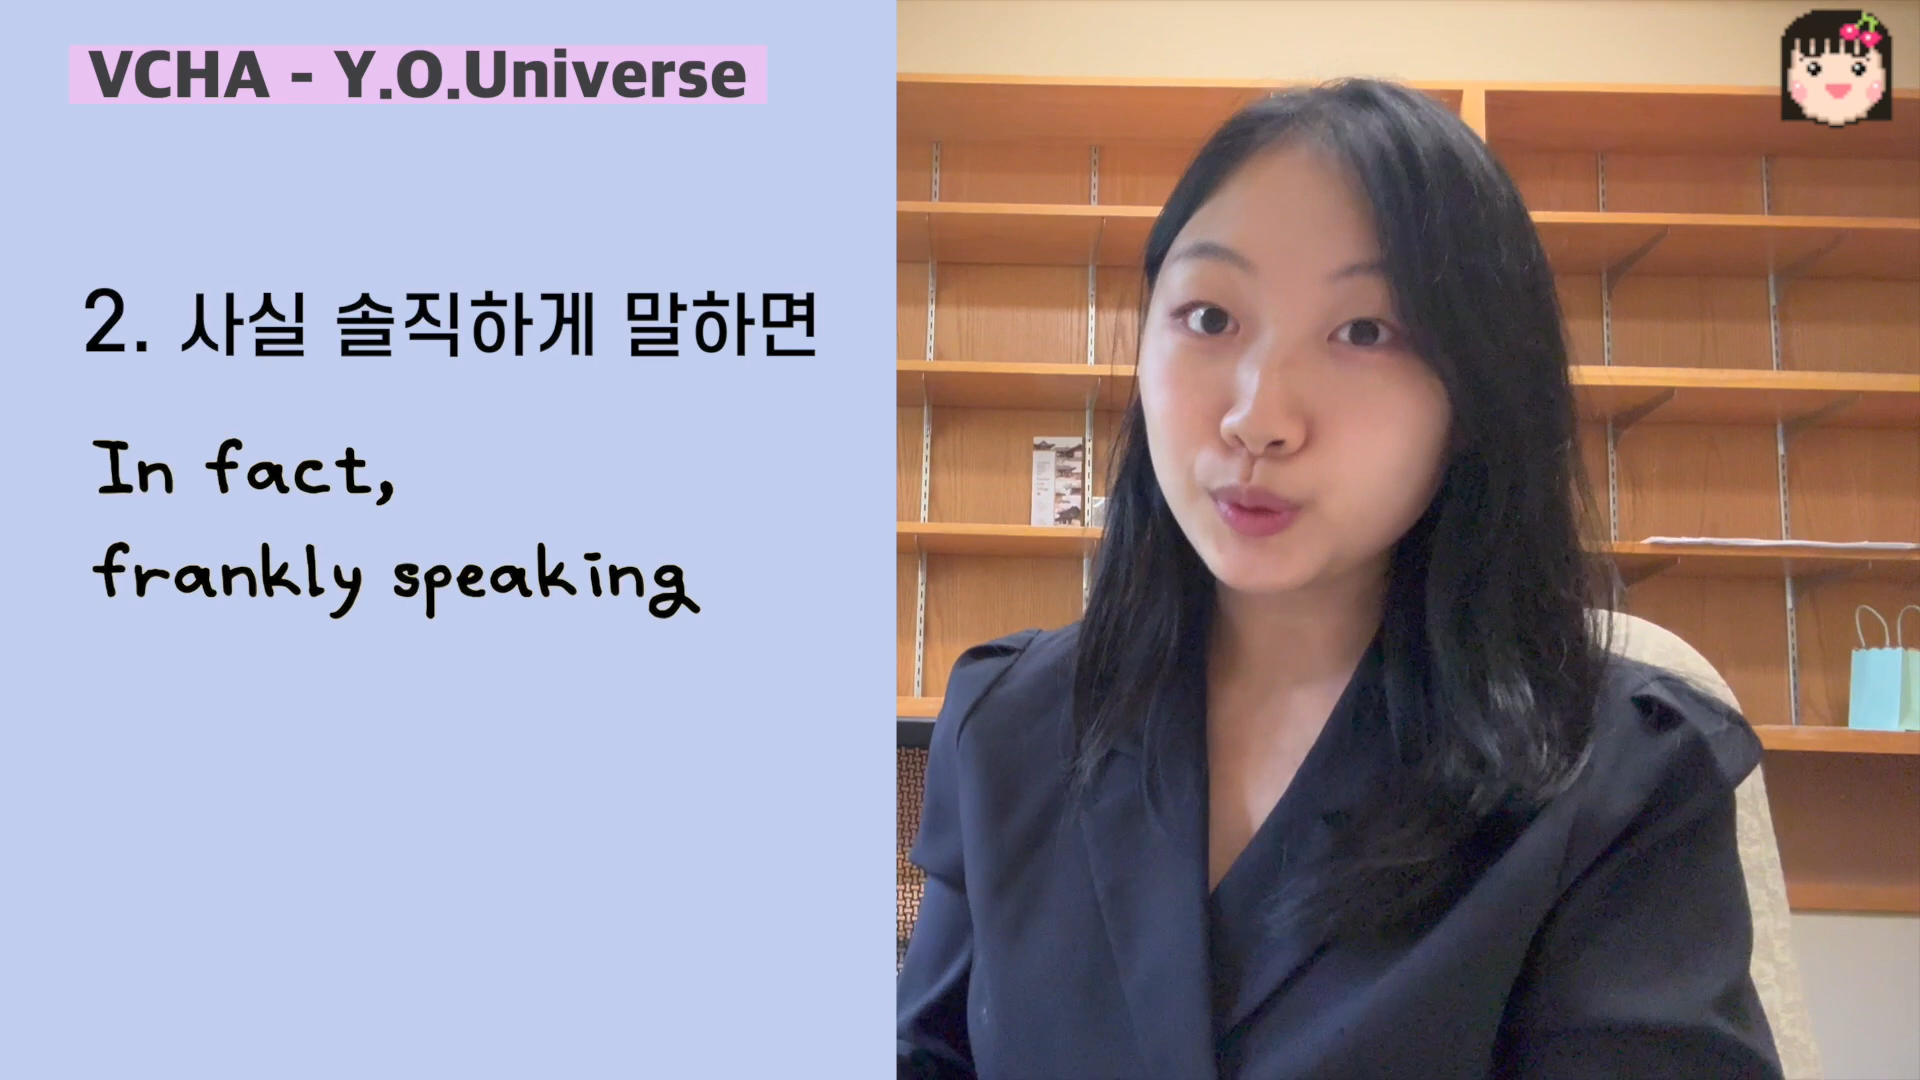 VCHA - Y.O.Universe
2. 사실 솔직하게 말하면
In fact,
frankly speaking